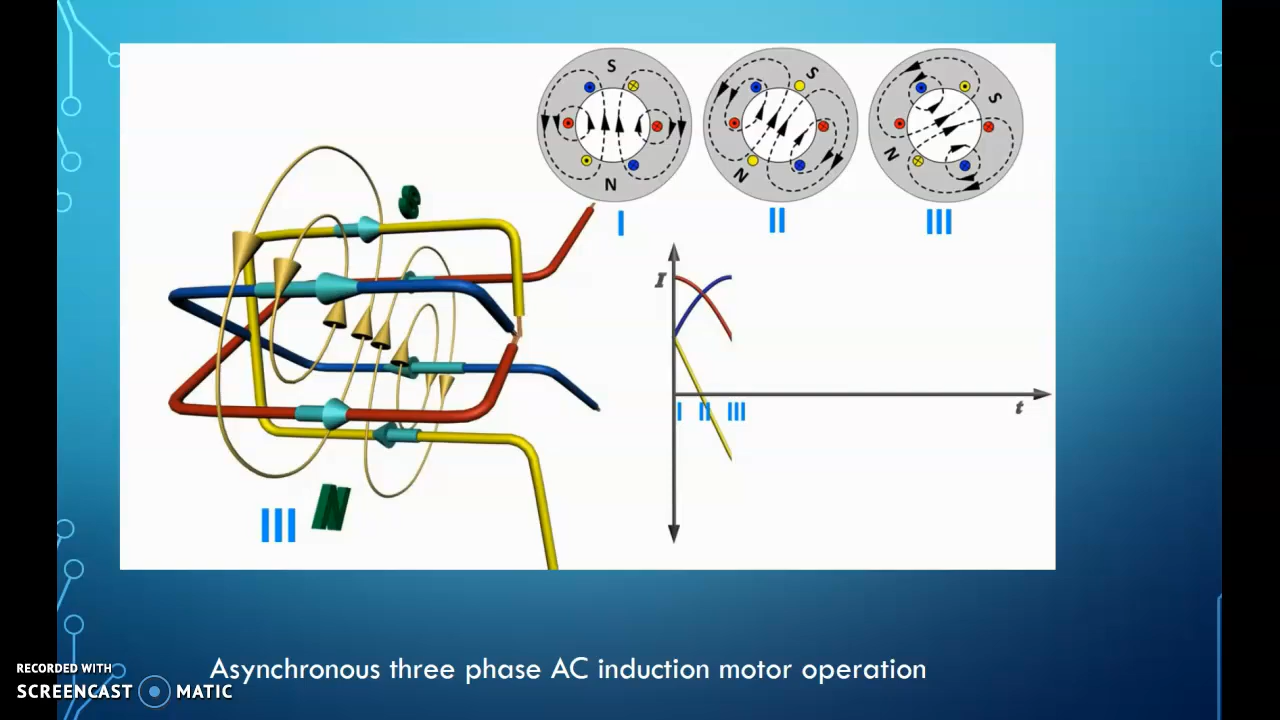 S
S
S
N
N
N
I
II
III
S
I
I II III
t
III
N
Asynchronous three phase AC induction motor operation
RECORDED WITH
SCREENCAST MATIC